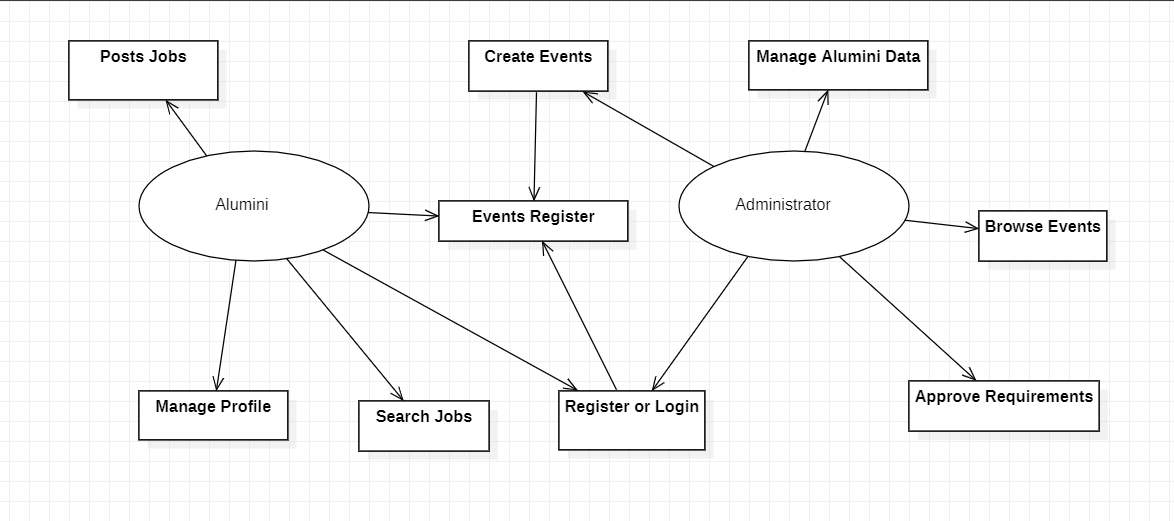 Posts Jobs
Create Events
Manage Alumini Data
Alumini
Events Register
Administrator
Browse Events
Manage Profile
Search Jobs
Register or Login
Approve Requirements